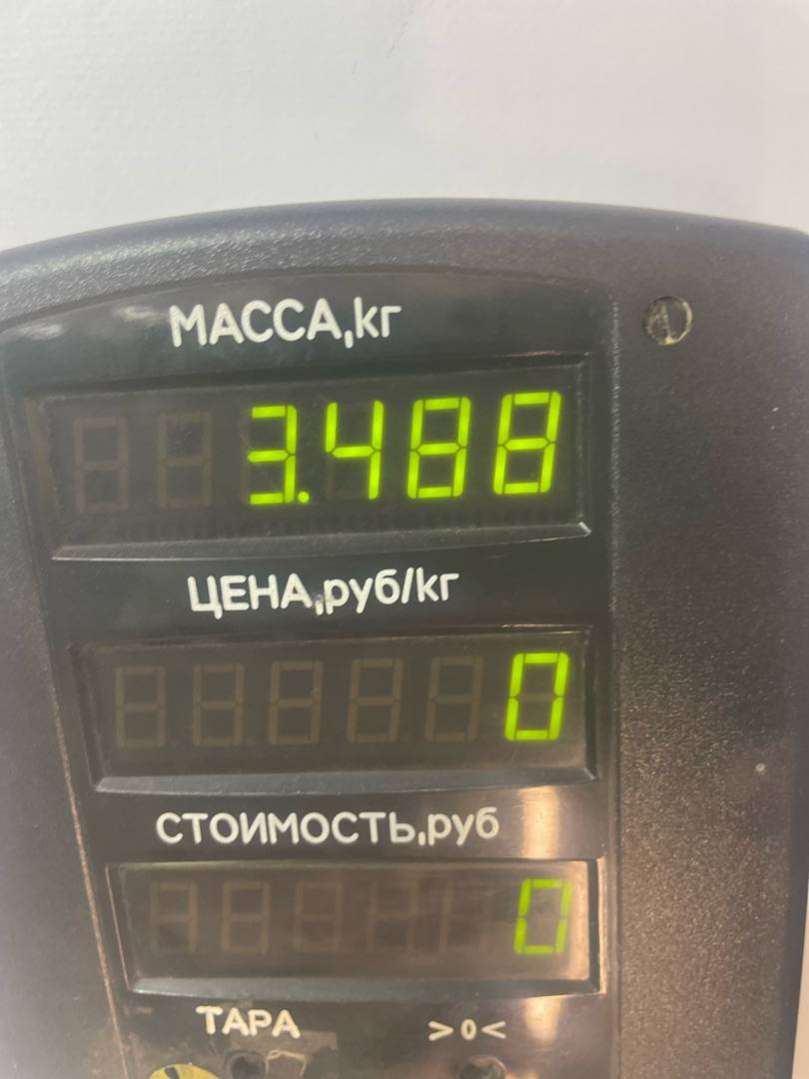 МАССА,кг
3.488
ЦЕНА,руб/кг
0
СТОИМОСТЬ,руб
0
ТАРА >0<